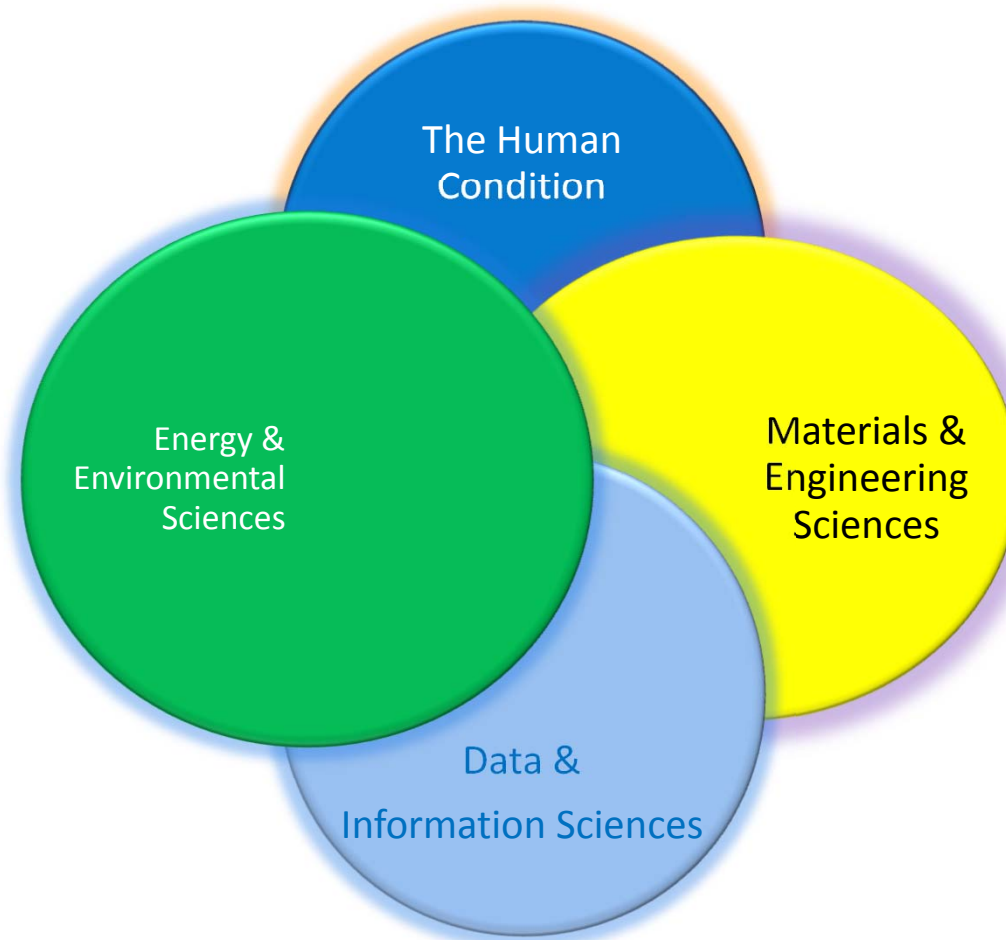 The Human
Condition
Energy &
Environmental
Sciences
Materials &
Engineering
Sciences
Data &
Information Sciences